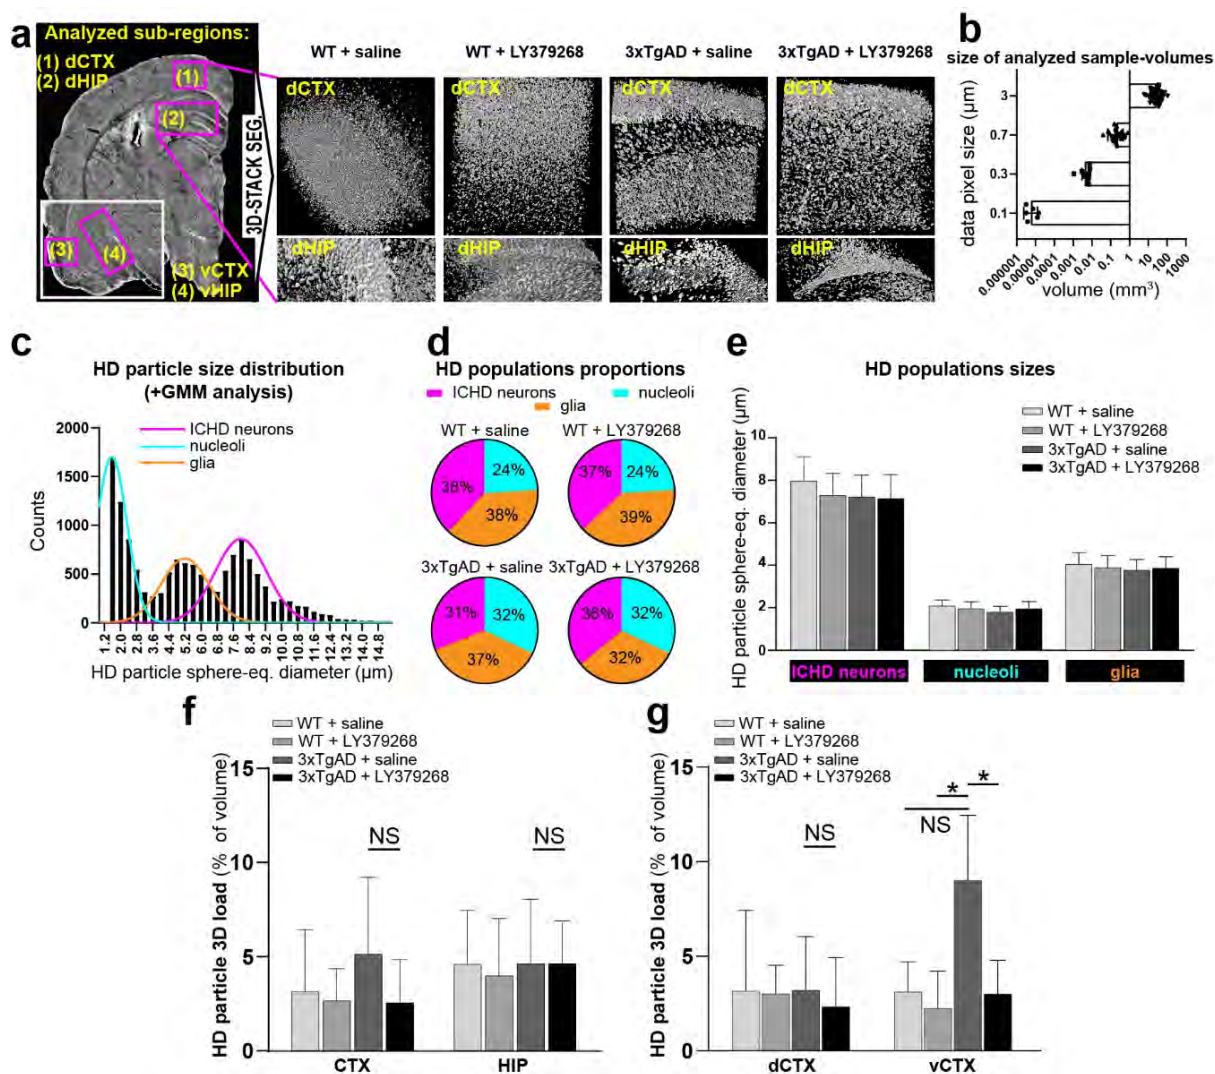 a
Analyzed sub-regions:
(1) dCTX
(2) dHIP
(1)
(2)
(3)
(4)
(3) vCTX
(4) vHIP
3D-STACK SEG.
WT + saline
WT + LY379268
3xTgAD + saline
3xTgAD + LY379268
dCTX
dCTX
dCTX
dCTX
dHIP
dHIP
dHIP
dHIP
b
size of analyzed sample-volumes
data pixel size (µm)
3
0.7
0.3
0.1
0.000001
0.00001
0.0001
0.001
0.01
0.1
1
10
100
1000
volume (mm³)
c
HD particle size distribution
(+GMM analysis)
ICHD neurons
nucleoli
glia
Counts
2000
1500
1000
500
0
1.2 2.0 2.8 3.6 4.4 5.2 6.0 6.8 7.6 8.4 9.2 10.0 10.8 11.6 12.4 13.2 14.0 14.8
HD particle sphere-eq. diameter (µm)
d
HD populations proportions
ICHD neurons
nucleoli
glia
WT + saline
WT + LY379268
38%
24%
38%
37%
24%
39%
3xTgAD + saline
3xTgAD + LY379268
31%
32%
37%
36%
32%
32%
e
HD populations sizes
WT + saline
WT + LY379268
3xTgAD + saline
3xTgAD + LY379268
HD particle sphere-eq. diameter (µm)
10
8
6
4
2
0
ICHD neurons
nucleoli
glia
f
WT + saline
WT + LY379268
3xTgAD + saline
3xTgAD + LY379268
HD particle 3D load (% of volume)
15
10
5
0
NS
NS
CTX
HIP
g
WT + saline
WT + LY379268
3xTgAD + saline
3xTgAD + LY379268
HD particle 3D load (% of volume)
15
10
5
0
NS
*
*
NS
dCTX
vCTX